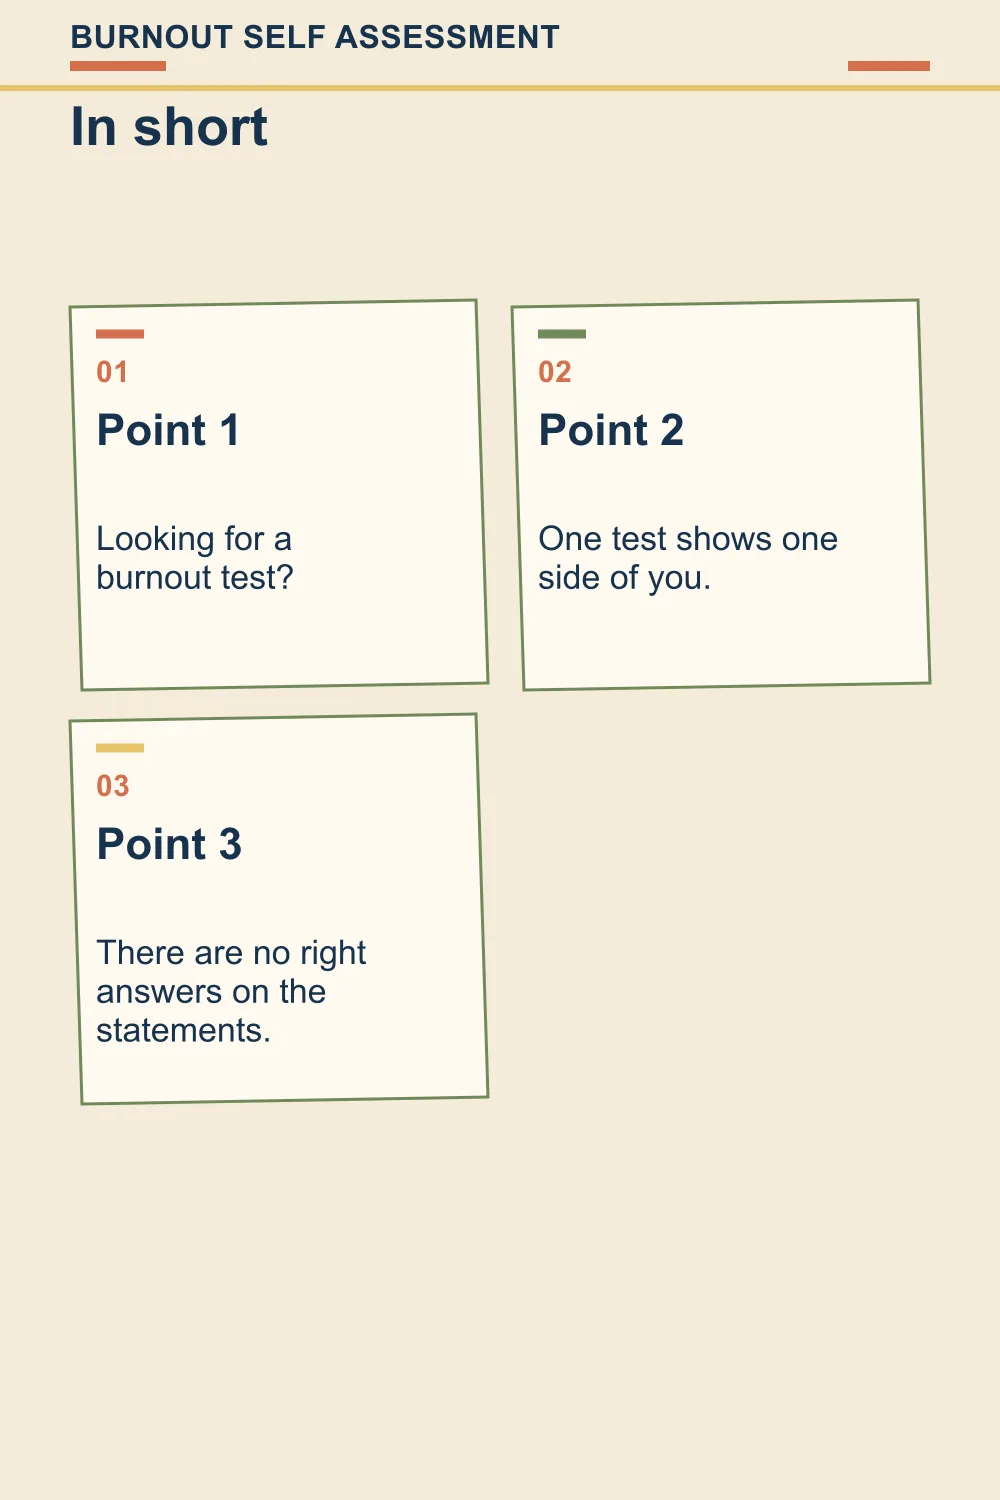 BURNOUT SELF ASSESSMENT
In short
01
Point 1
Looking for a
burnout test?
02
Point 2
One test shows one
side of you.
03
Point 3
There are no right
answers on the
statements.